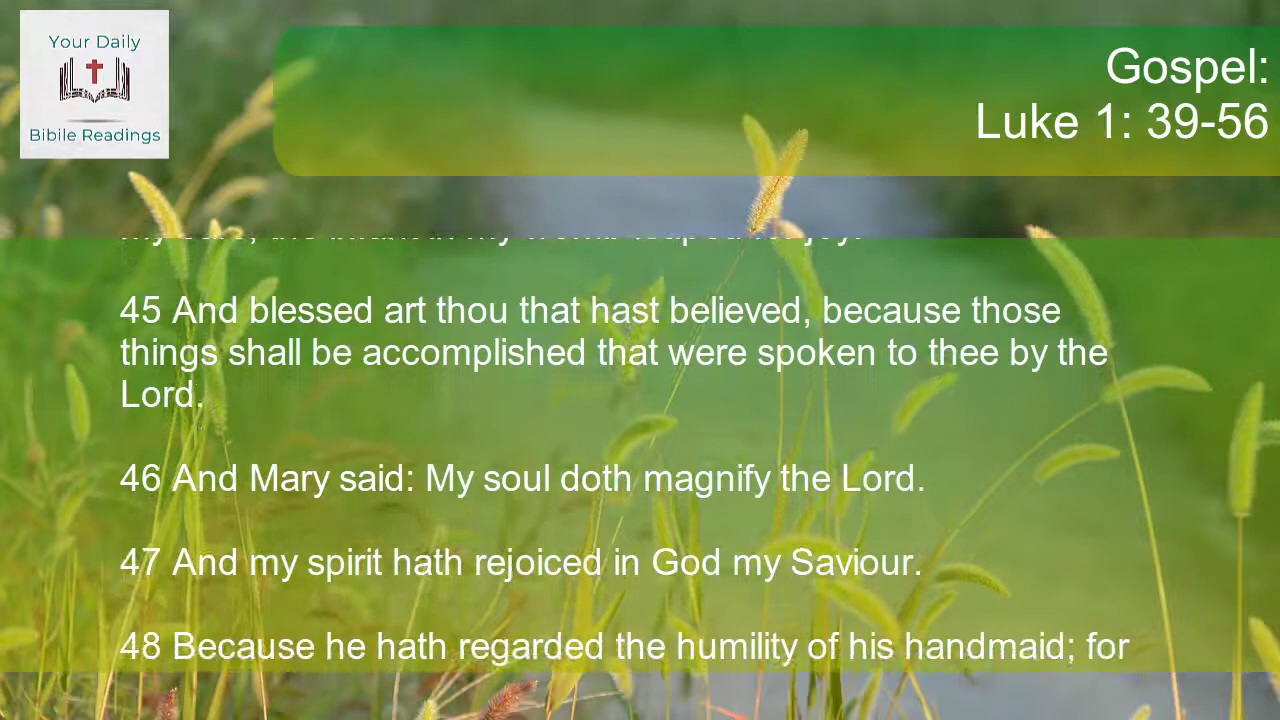 Your Daily
Bibile Readings
Gospel:
Luke 1: 39-56
45 And blessed art thou that hast believed, because those
things shall be accomplished that were spoken to thee by the
Lord.
46 And Mary said: My soul doth magnify the Lord.
47 And my spirit hath rejoiced in God my Saviour.
48 Because he hath regarded the humility of his handmaid; for